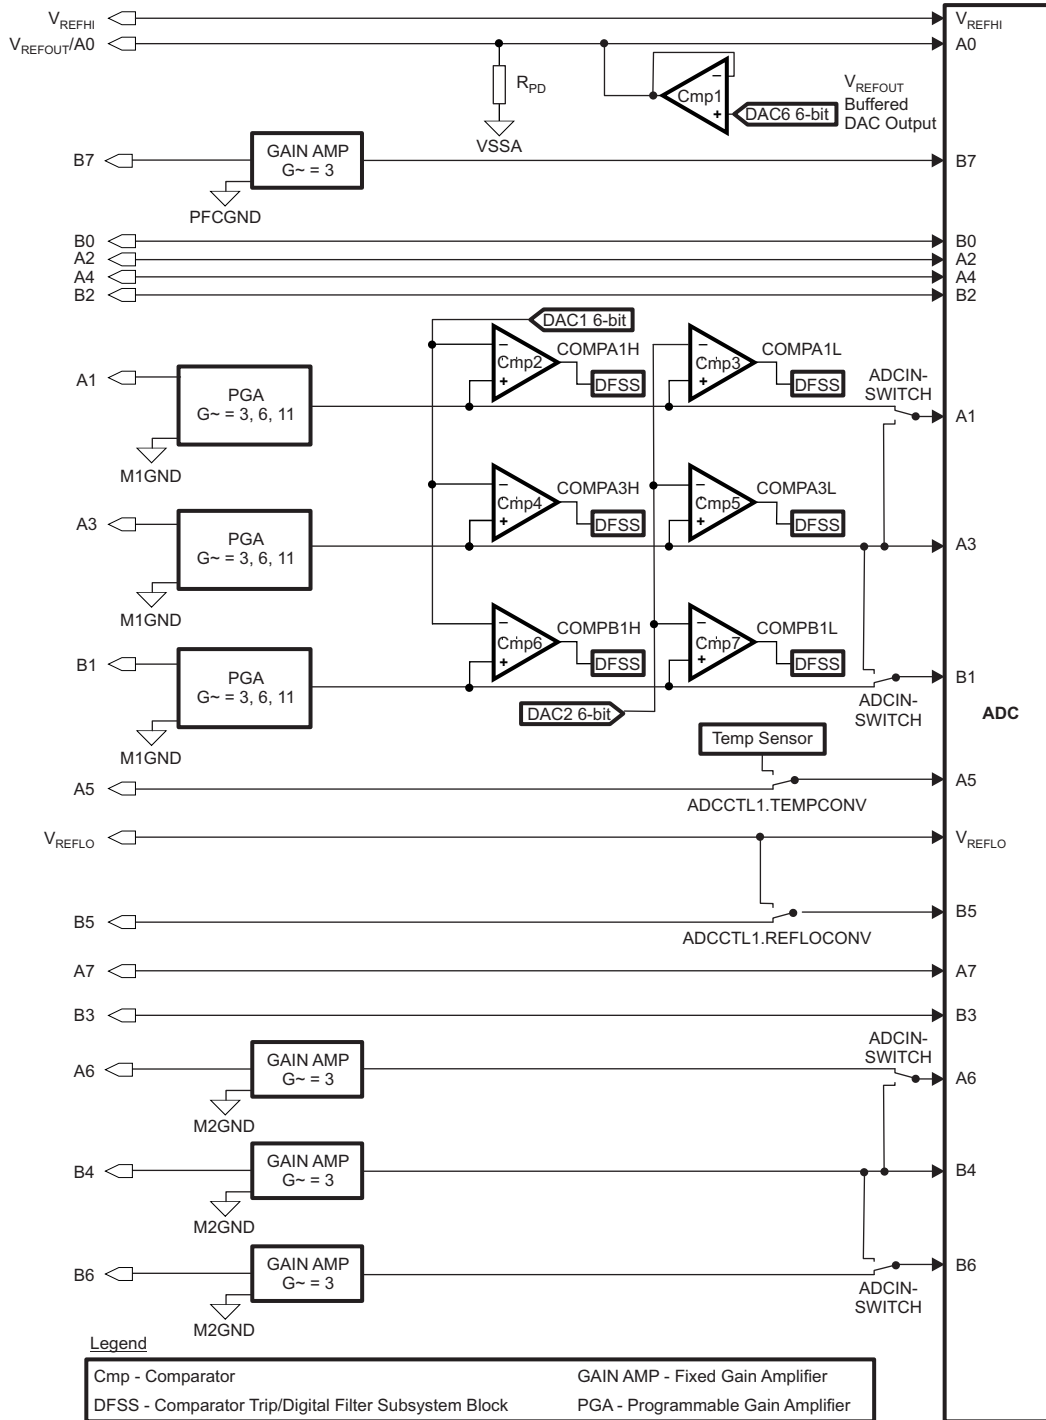 VREFHI
VREFHI
VREFOUT/A0
A0
RPD
Cmp1
−
+
DAC6 6-bit
VREFOUT
Buffered
DAC Output
VSSA
B7
GAIN AMP
G~ = 3
B7
PFCGND
B0
B0
A2
A2
A4
A4
B2
B2
DAC1 6-bit
−
Cmp2
+
COMPA1H
DFSS
−
Cmp3
+
COMPA1L
DFSS
ADCIN-
SWITCH
A1
PGA
G~ = 3, 6, 11
A1
M1GND
−
Cmp4
+
COMPA3H
DFSS
−
Cmp5
+
COMPA3L
DFSS
A3
PGA
G~ = 3, 6, 11
A3
M1GND
−
Cmp6
+
COMPB1H
DFSS
−
Cmp7
+
COMPB1L
DFSS
B1
PGA
G~ = 3, 6, 11
B1
ADCIN-
SWITCH
M1GND
DAC2 6-bit
ADC
Temp Sensor
A5
A5
ADCCTL1.TEMPCONV
VREFLO
VREFLO
B5
B5
ADCCTL1.REFLOCONV
A7
A7
B3
B3
ADCIN-
SWITCH
A6
GAIN AMP
G~ = 3
A6
M2GND
B4
GAIN AMP
G~ = 3
B4
M2GND
B6
GAIN AMP
G~ = 3
B6
ADCIN-
SWITCH
M2GND
Legend
Cmp - Comparator
GAIN AMP - Fixed Gain Amplifier
DFSS - Comparator Trip/Digital Filter Subsystem Block
PGA - Programmable Gain Amplifier